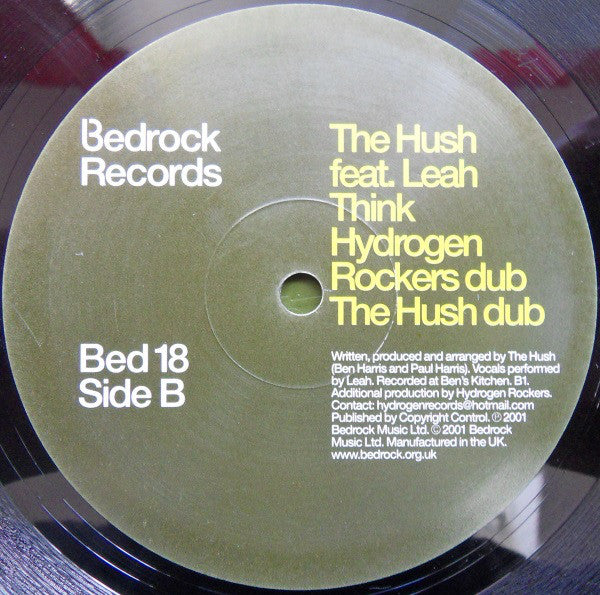 Bedrock
Records
The Hush
feat. Leah
Think
Hydrogen
Rockers dub
The Hush dub
Bed 18
Side B
Written, produced and arranged by The Hush
(Ben Harris and Paul Harris). Vocals performed
by Leah. Recorded at Ben's Kitchen. B1.
Additional production by Hydrogen Rockers.
Contact: hydrogenrecords@hotmail.com
Published by Copyright Control. ℗ 2001
Bedrock Music Ltd. © 2001 Bedrock
Music Ltd. Manufactured in the UK.
www.bedrock.org.uk